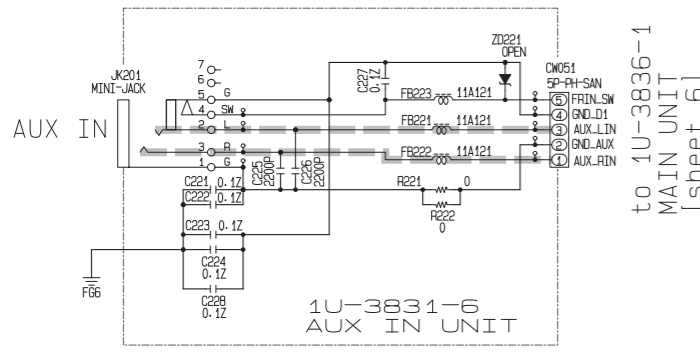 ZD221
OPEN
7
6
JK201
MINI-JACK
C227
0.1Z
CW051
5P-PH-SAN
5 G
FB223 11A121
5 FRIN_SW
4 SW
4 GND_D1
AUX IN
2 L
FB221 11A121
3 AUX_LIN
2 GND_AUX
3 R
FB222 11A121
1 AUX_RIN
1 G
C225
2200P
C226
2200P
C221 0.1Z
C222 0.1Z
R221 0
R222
0
C223 0.1Z
C224
0.1Z
FG6
C228
0.1Z
1U-3831-6
AUX IN UNIT
to 1U-3836-1
MAIN UNIT
[sheet 6]